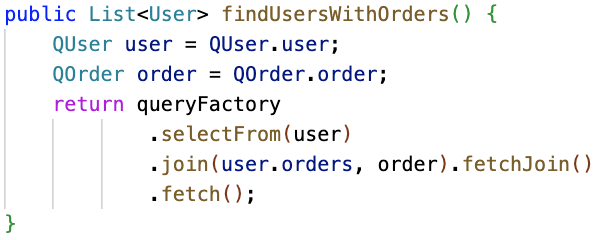 public List<User> findUsersWithOrders() {
    QUser user = QUser.user;
    QOrder order = QOrder.order;
    return queryFactory
            .selectFrom(user)
            .join(user.orders, order).fetchJoin()
            .fetch();
}